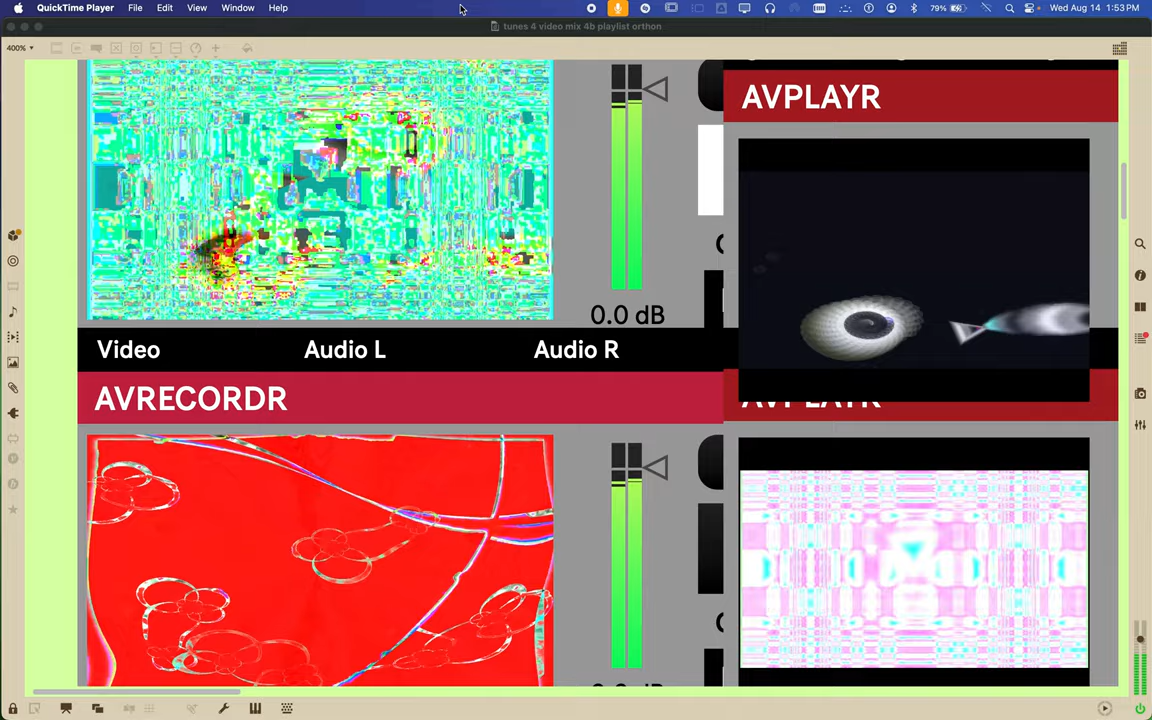 QuickTime Player File Edit View Window Help 79% Wed Aug 14 1:53 PM
tunes 4 video mix 4b playlist orthon
400%
AVPLAYR
0.0 dB
Video Audio L Audio R
AVRECORDR